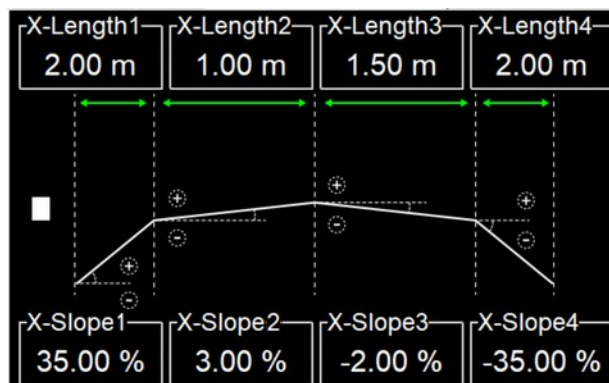 X-Length1 X-Length2 X-Length3 X-Length4
2.00 m 1.00 m 1.50 m 2.00 m
+ +
+ -
- + - -
-
X-Slope1 X-Slope2 X-Slope3 X-Slope4
35.00 % 3.00 % -2.00 % -35.00 %